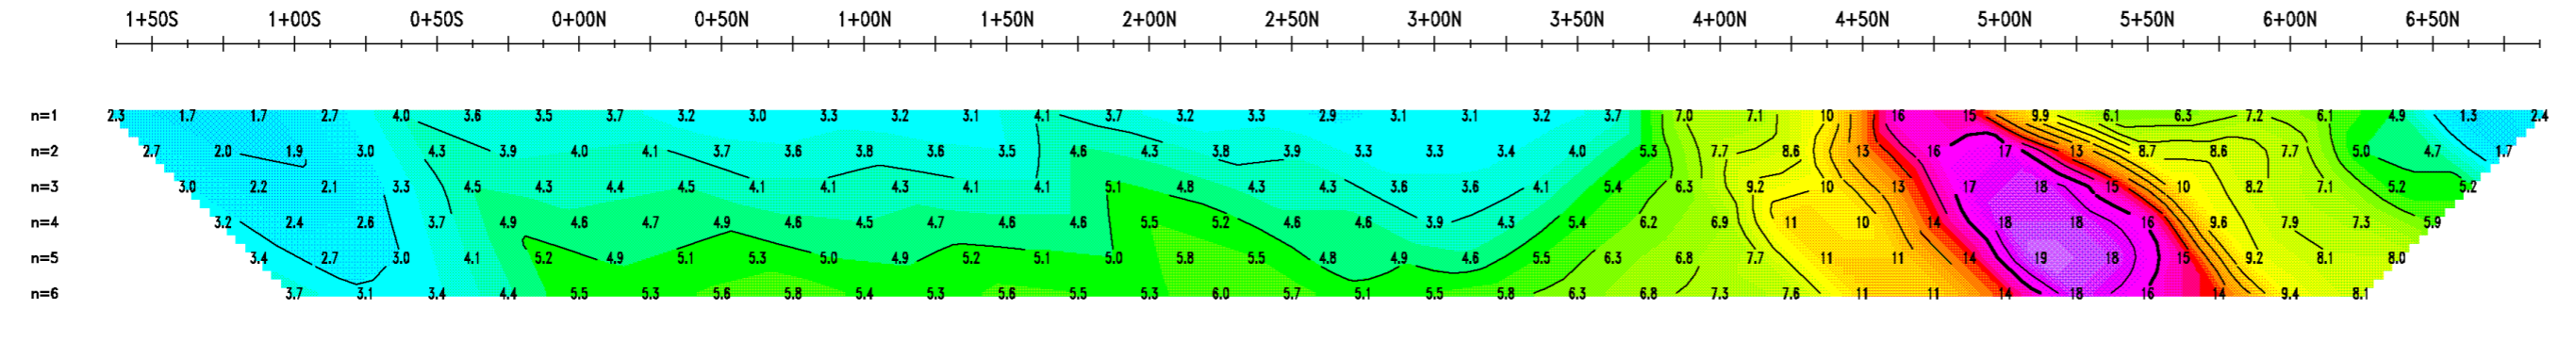 1+50S 1+00S 0+50S 0+00N 0+50N 1+00N 1+50N 2+00N 2+50N 3+00N 3+50N 4+00N 4+50N 5+00N 5+50N 6+00N 6+50N
n=1 2.3 1.7 1.7 2.7 4.0 3.6 3.5 3.7 3.2 3.0 3.3 3.2 3.1 4.1 3.7 3.2 3.3 2.9 3.1 3.1 3.2 3.7 7.0 7.1 10 16 15 9.9 6.1 6.3 7.2 6.1 4.9 1.3 2.4
n=2 2.7 2.0 1.9 3.0 4.3 3.9 4.0 4.1 3.7 3.6 3.8 3.6 3.5 4.6 4.3 3.8 3.9 3.3 3.3 3.4 4.0 5.3 7.7 8.6 13 16 17 13 8.7 8.6 7.7 5.0 4.7 1.7
n=3 3.0 2.2 2.1 3.3 4.5 4.3 4.4 4.5 4.1 4.1 4.3 4.1 4.1 5.1 4.8 4.3 4.3 3.6 3.6 4.1 5.4 6.3 9.2 10 13 17 18 15 10 8.2 7.1 5.2 5.2
n=4 3.2 2.4 2.6 3.7 4.9 4.6 4.7 4.9 4.6 4.5 4.7 4.6 4.6 5.5 5.2 4.6 4.6 3.9 4.3 5.4 6.2 6.9 11 10 14 18 18 16 9.6 7.9 7.3 5.9
n=5 3.4 2.7 3.0 4.1 5.2 4.9 5.1 5.3 5.0 4.9 5.2 5.1 5.0 5.8 5.5 4.8 4.9 4.6 5.5 6.3 6.8 7.7 11 11 14 19 18 15 9.2 8.1 8.0
n=6 3.7 3.1 3.4 4.4 5.5 5.3 5.6 5.8 5.4 5.3 5.6 5.5 5.3 6.0 5.7 5.1 5.5 5.8 6.3 6.8 7.3 7.6 11 11 14 18 16 14 9.4 8.1